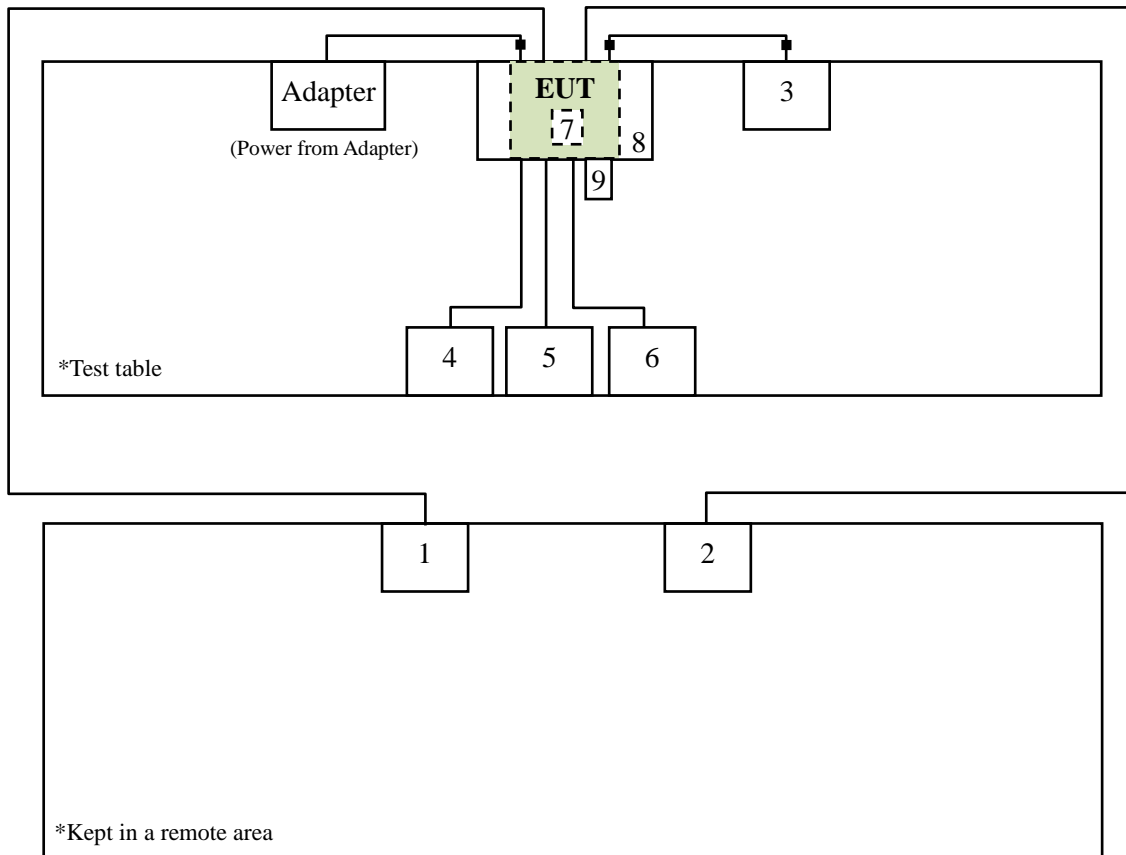 Adapter
EUT
3
7
8
(Power from Adapter)
9
4
5
6
*Test table
1
2
*Kept in a remote area